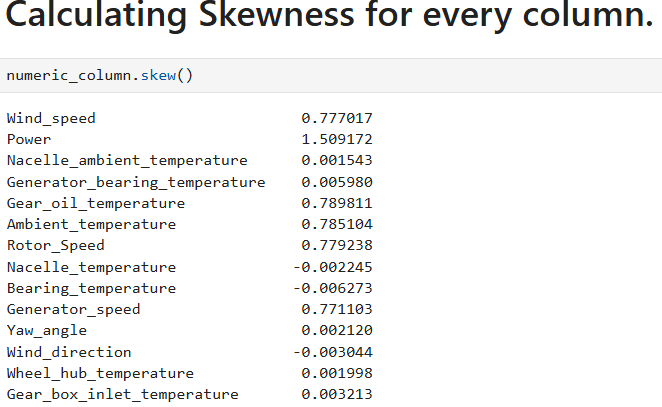 Calculating Skewness for every column.
numeric_column.skew()
Wind_speed 0.777017
Power 1.509172
Nacelle_ambient_temperature 0.001543
Generator_bearing_temperature 0.005980
Gear_oil_temperature 0.789811
Ambient_temperature 0.785104
Rotor_Speed 0.779238
Nacelle_temperature -0.002245
Bearing_temperature -0.006273
Generator_speed 0.771103
Yaw_angle 0.002120
Wind_direction -0.003044
Wheel_hub_temperature 0.001998
Gear_box_inlet_temperature 0.003213